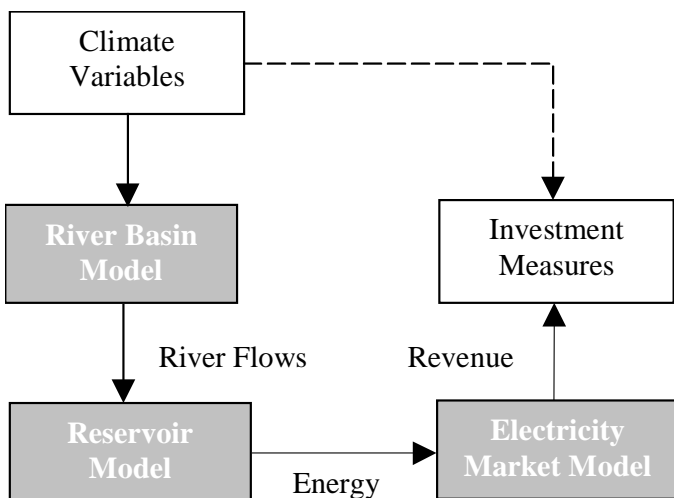 Climate
Variables
River Basin
Model
Investment
Measures
River Flows
Revenue
Reservoir
Model
Electricity
Market Model
Energy